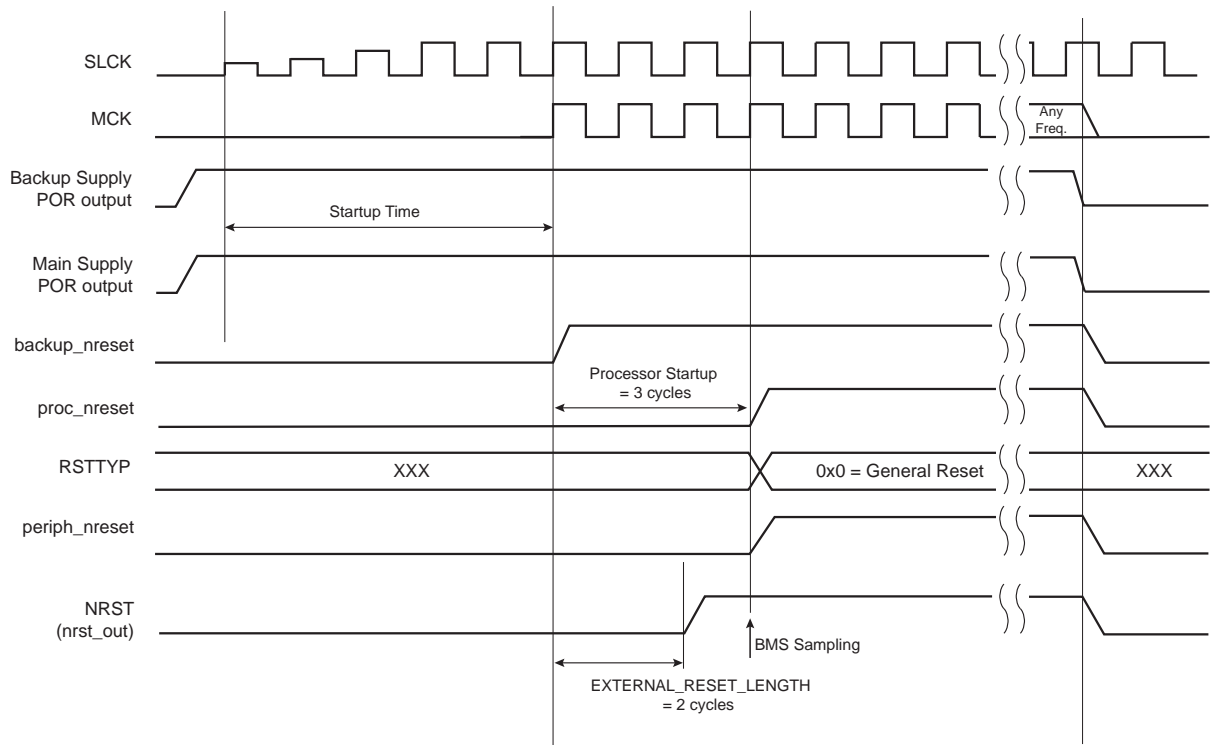 SLCK
MCK
Any
Freq.
Backup Supply
POR output
Startup Time
Main Supply
POR output
backup_nreset
Processor Startup
= 3 cycles
proc_nreset
RSTTYP
XXX
0x0 = General Reset
XXX
periph_nreset
NRST
(nrst_out)
BMS Sampling
EXTERNAL_RESET_LENGTH
= 2 cycles